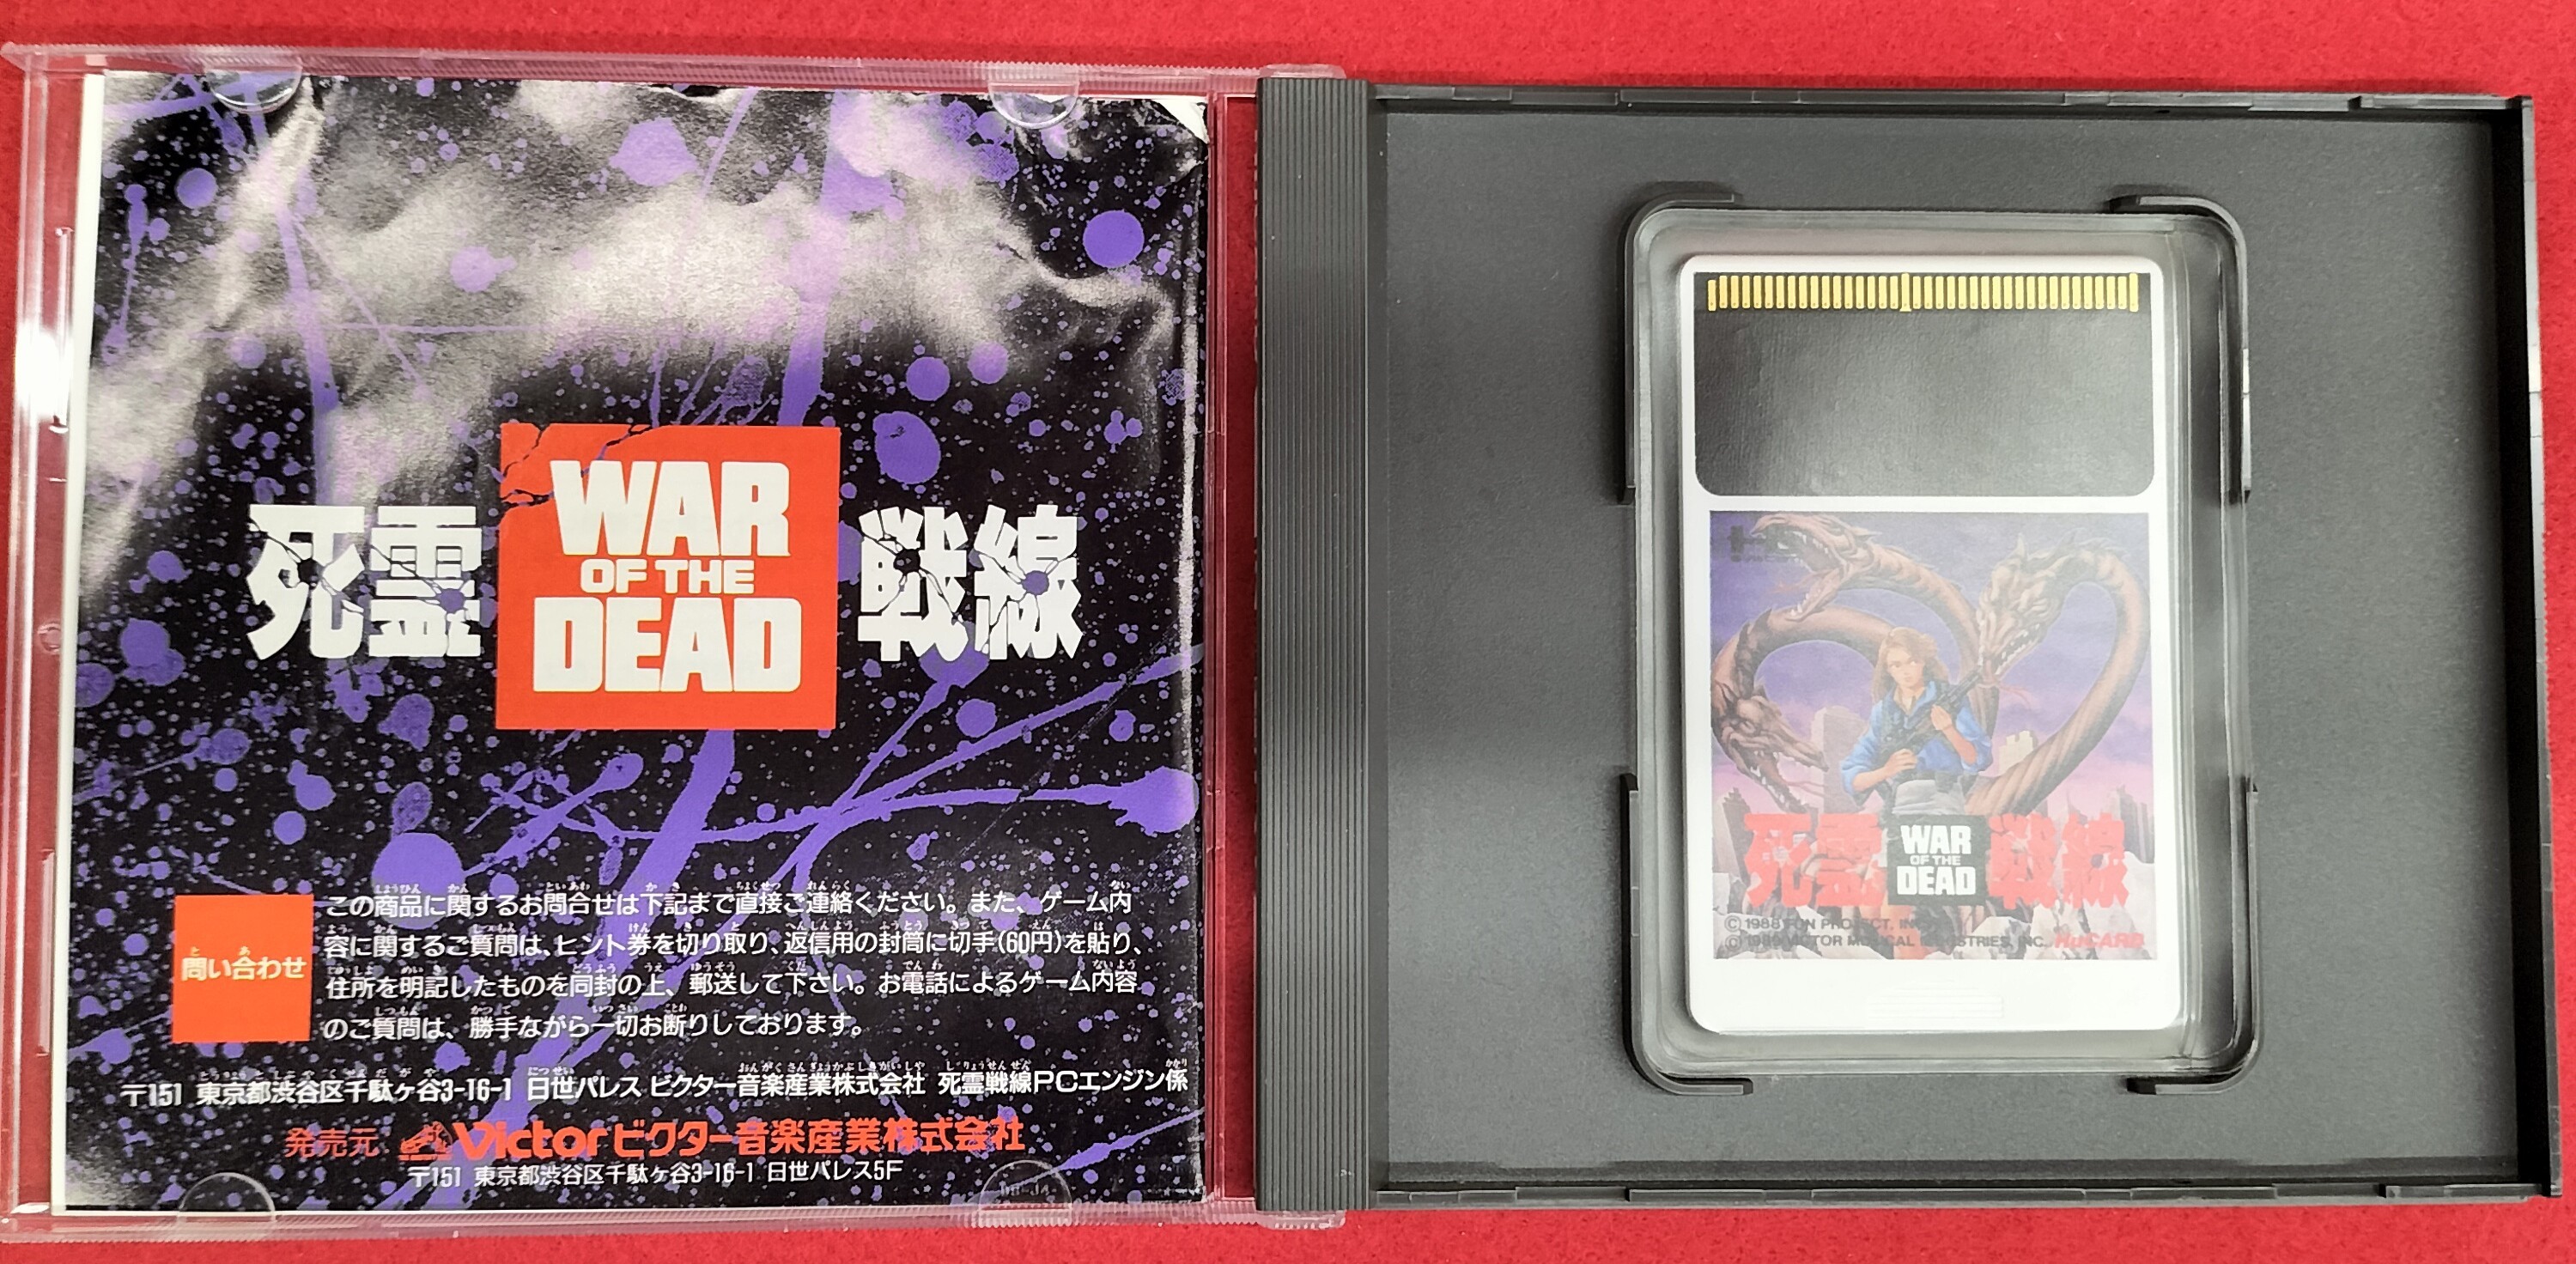 死霊
WAR
OF THE
DEAD
戦線
問い合わせ
この商品に関するお問合せは下記まで直接ご連絡ください。また、ゲーム内
容に関するご質問は、ヒント券を切り取り、返信用の封筒に切手(60円)を貼り、
住所を明記したものを同封の上、郵送して下さい。お電話によるゲーム内容
のご質問は、勝手ながら一切お断りしております。
〒151 東京都渋谷区千駄ケ谷3-16-1 日世パレス ビクター音楽産業株式会社 死霊戦線PCエンジン係
発売元 Victor ビクター音楽産業株式会社
〒151 東京都渋谷区千駄ケ谷3-16-1 日世パレス5F
死霊
WAR
OF THE
DEAD
戦線
© 1988 FUN PROJECT, INC.
© 1989 VICTOR MUSICAL INDUSTRIES, INC. HuCARD